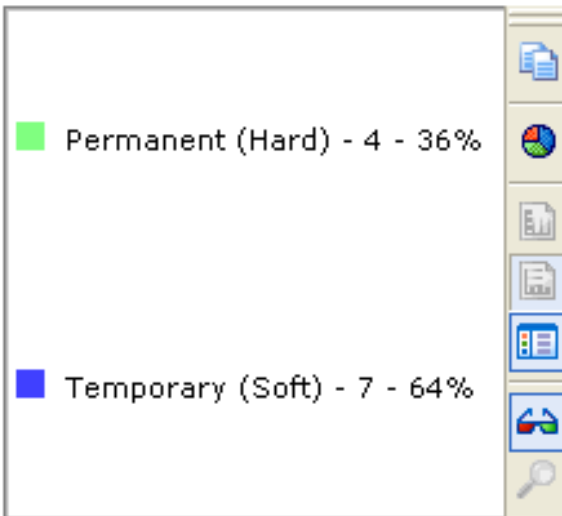 Permanent (Hard) - 4 - 36%
Temporary (Soft) - 7 - 64%